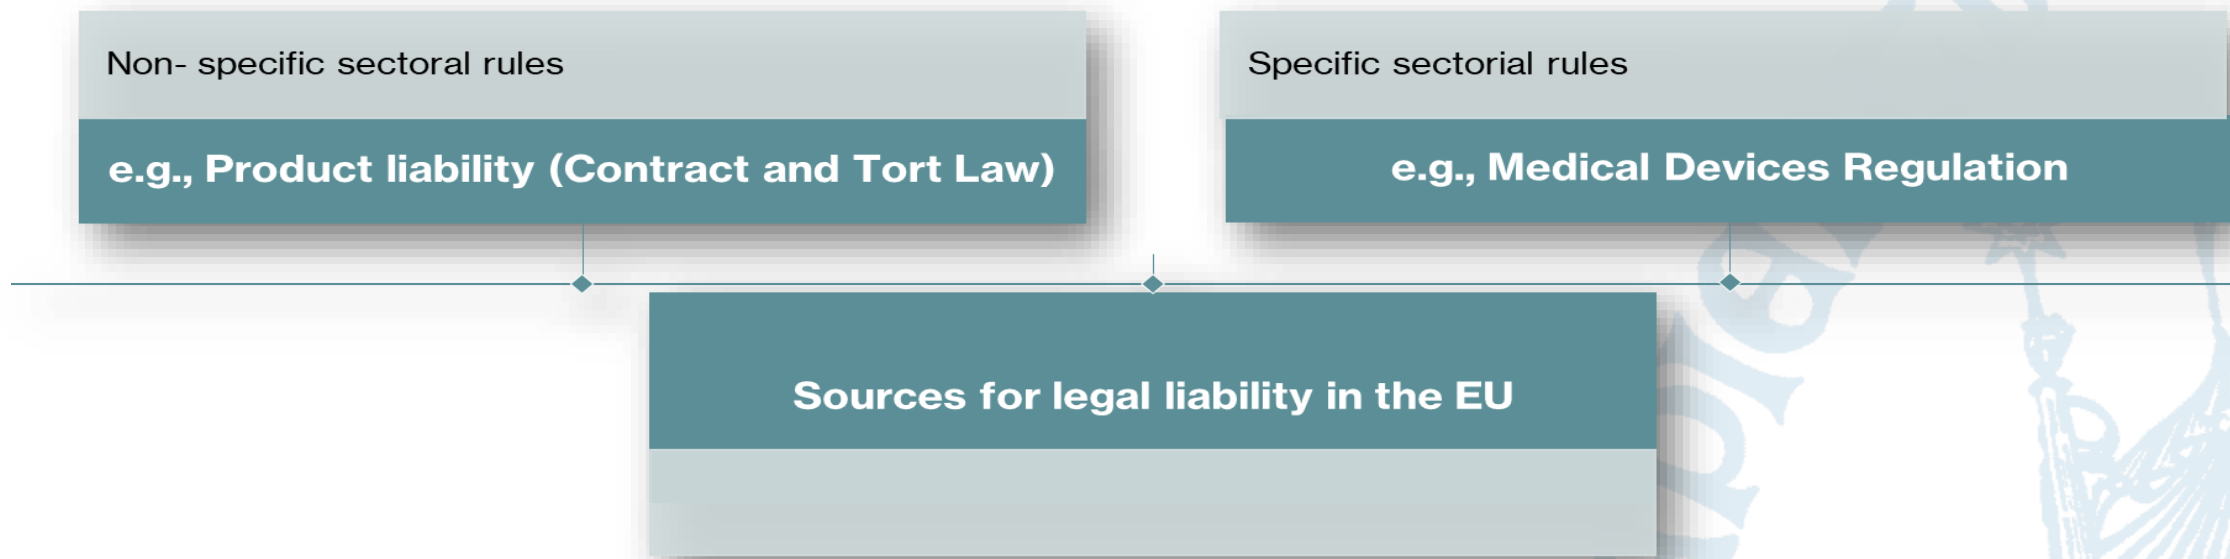 Non- specific sectoral rules
e.g., Product liability (Contract and Tort Law)
Specific sectorial rules
e.g., Medical Devices Regulation
Sources for legal liability in the EU